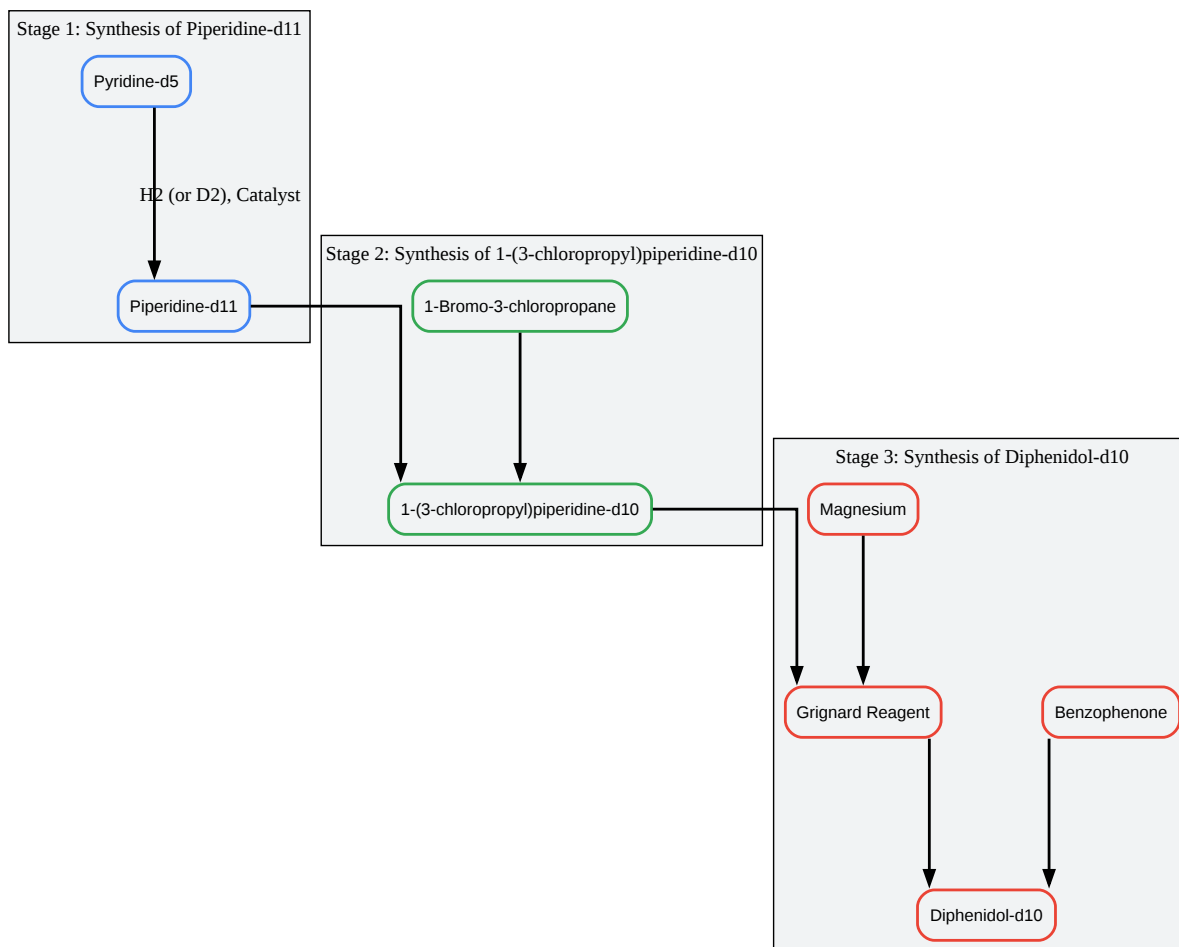 Stage 1: Synthesis of Piperidine-d11
Pyridine-d5
H2 (or D2), Catalyst
Piperidine-d11
Stage 2: Synthesis of 1-(3-chloropropyl)piperidine-d10
1-Bromo-3-chloropropane
1-(3-chloropropyl)piperidine-d10
Stage 3: Synthesis of Diphenidol-d10
Magnesium
Grignard Reagent
Benzophenone
Diphenidol-d10